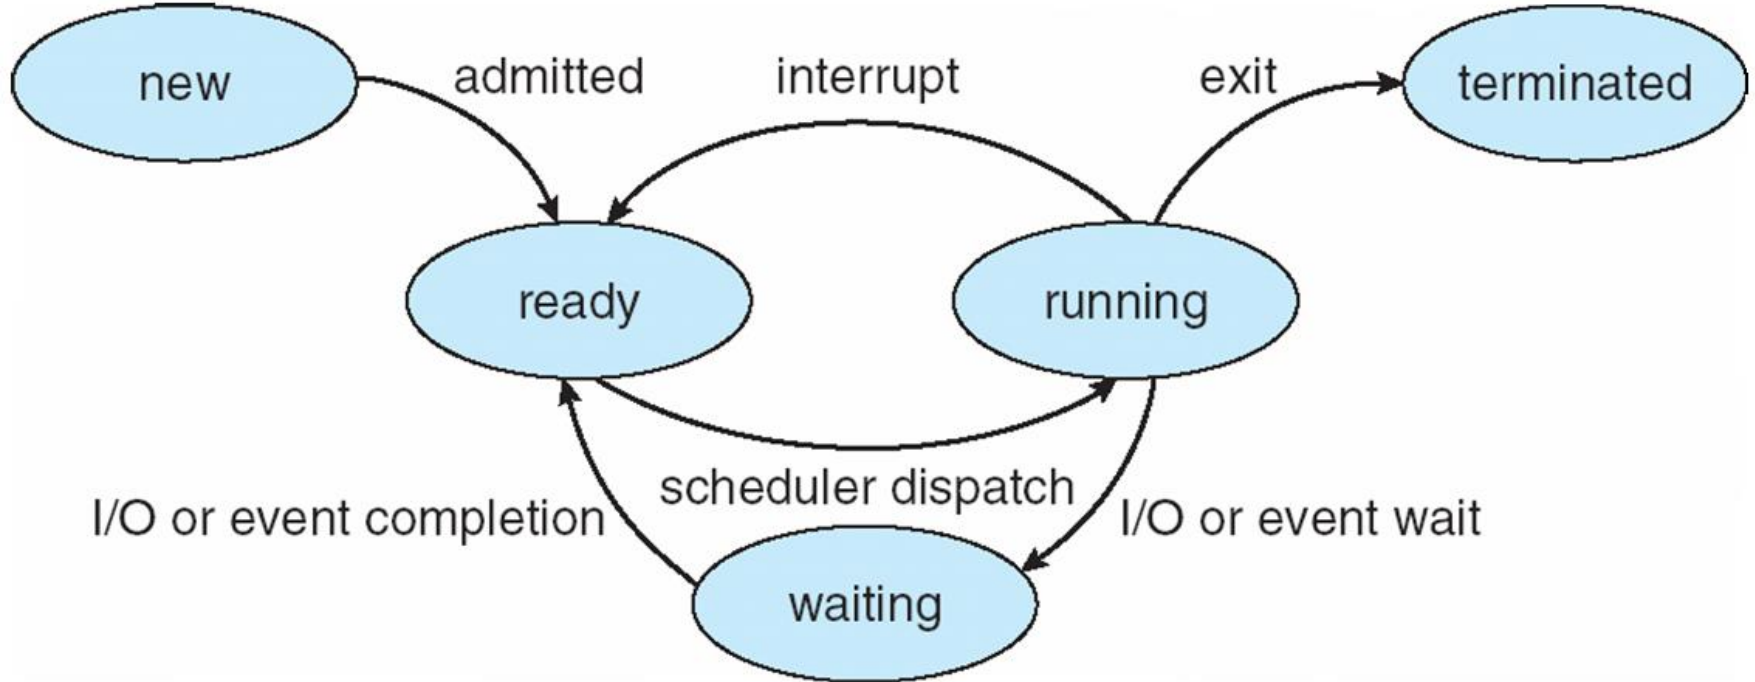 new
admitted
interrupt
exit
terminated
ready
running
scheduler dispatch
I/O or event completion
I/O or event wait
waiting